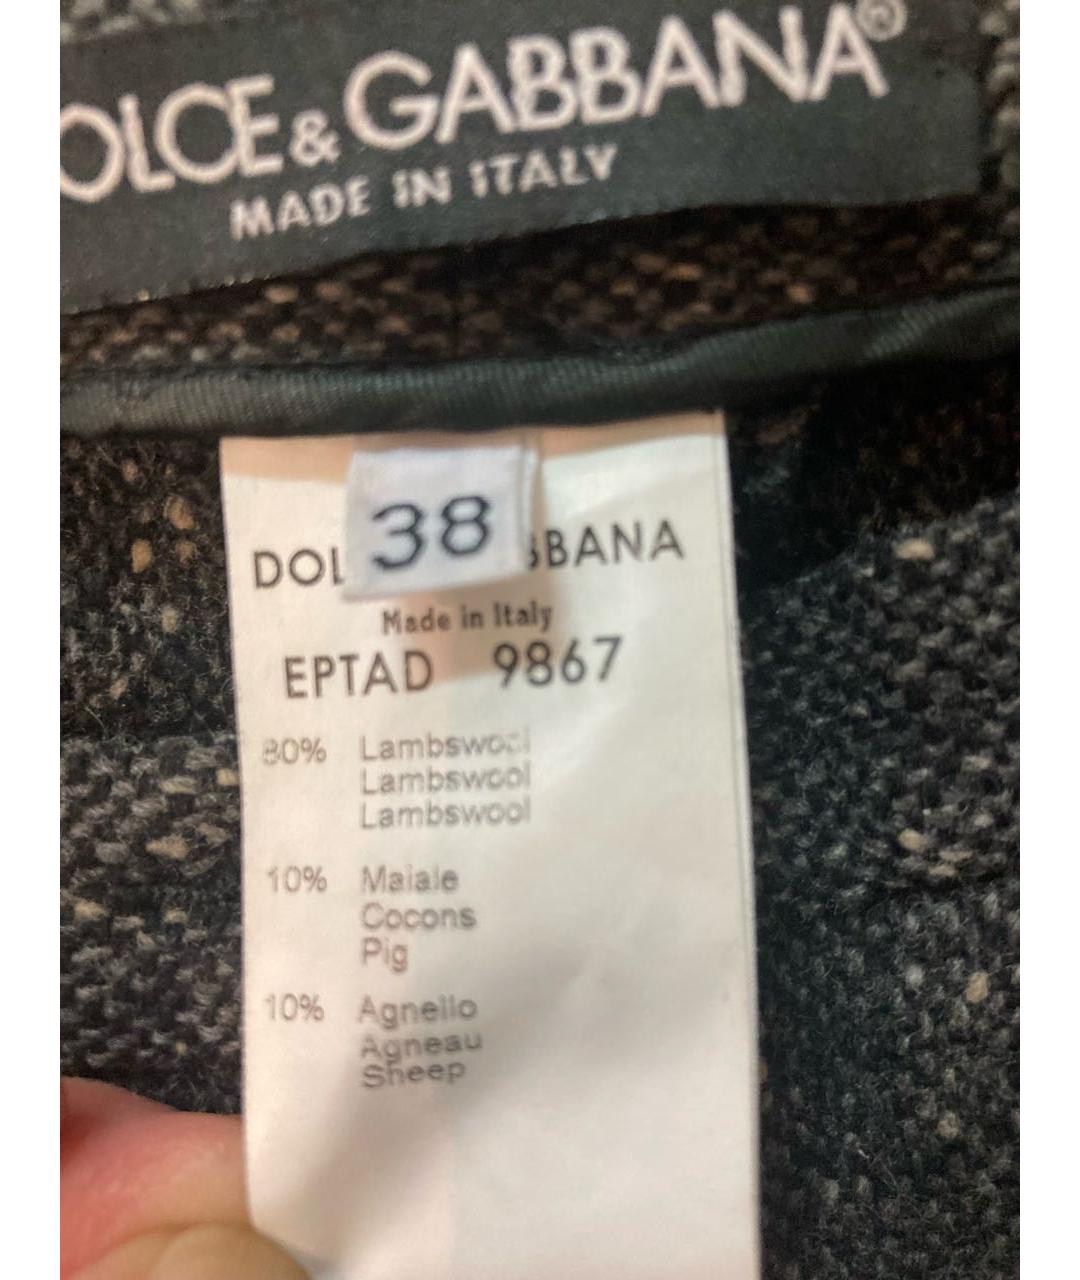 OLCE & GABBANA®
MADE IN ITALY
38
DOL BBANA
Made in Italy
EPTAD 9867
80% Lambswool
Lambswool
Lambswool
10% Maiale
Cocons
Pig
10% Agnello
Agneau
Sheep